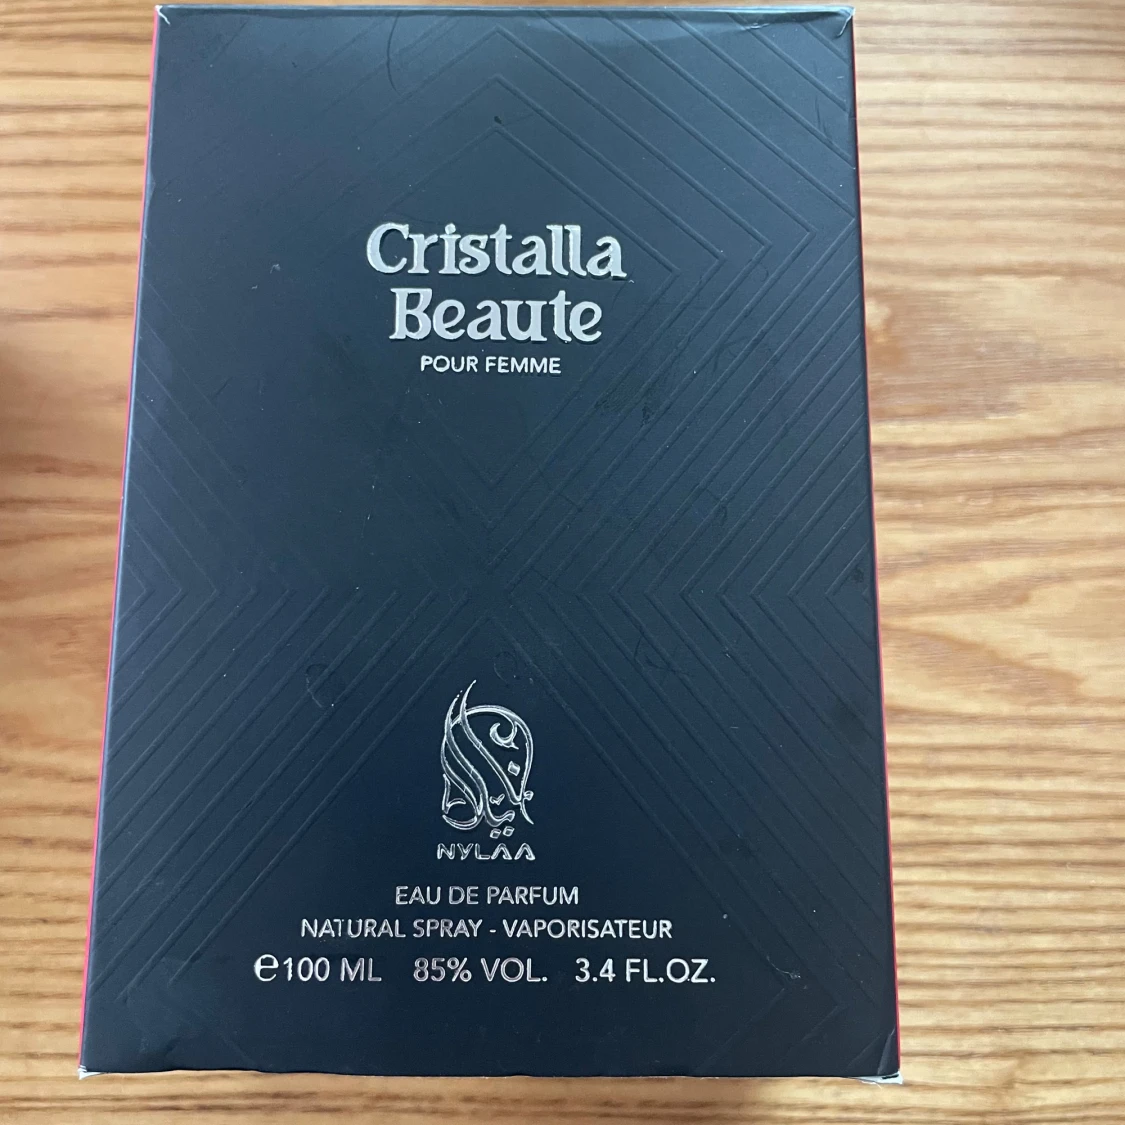 Cristalla
Beaute
POUR FEMME
NYLAA
EAU DE PARFUM
NATURAL SPRAY - VAPORISATEUR
℮100 ML 85% VOL. 3.4 FL.OZ.